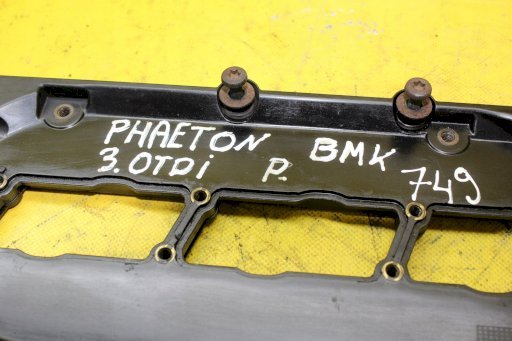 PHAETON BMK
3.0TDi P. 749